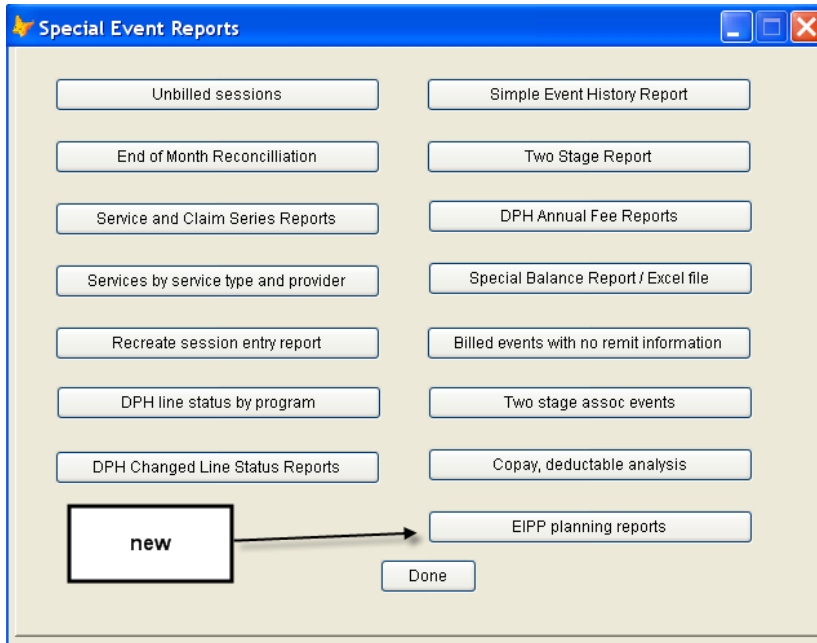 Special Event Reports
Unbilled sessions
Simple Event History Report
End of Month Reconcilliation
Two Stage Report
Service and Claim Series Reports
DPH Annual Fee Reports
Services by service type and provider
Special Balance Report / Excel file
Recreate session entry report
Billed events with no remit information
DPH line status by program
Two stage assoc events
DPH Changed Line Status Reports
Copay, deductable analysis
new
EIPP planning reports
Done